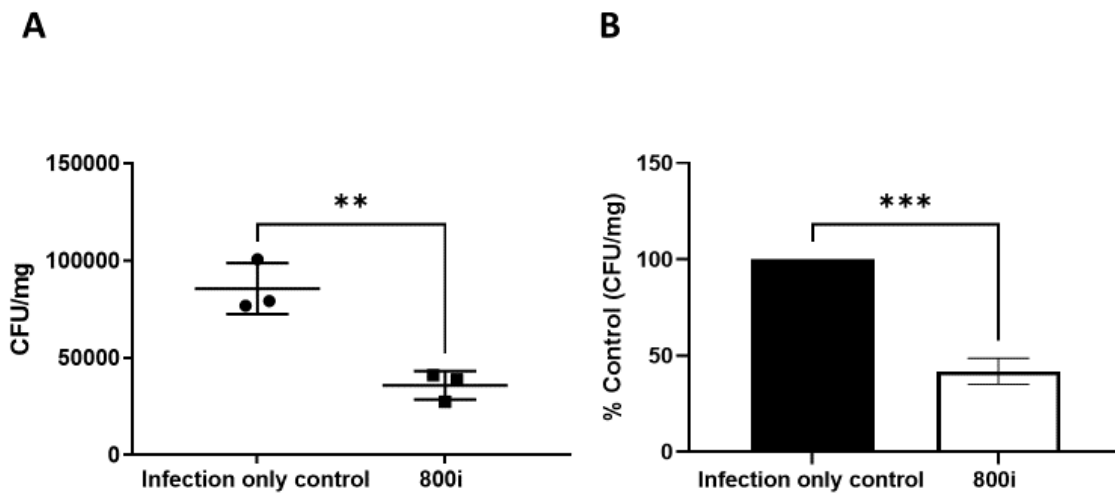 A
B
CFU/mg
150000
100000
50000
0
**
Infection only control
800i
% Control (CFU/mg)
150
100
50
0
***
Infection only control
800i